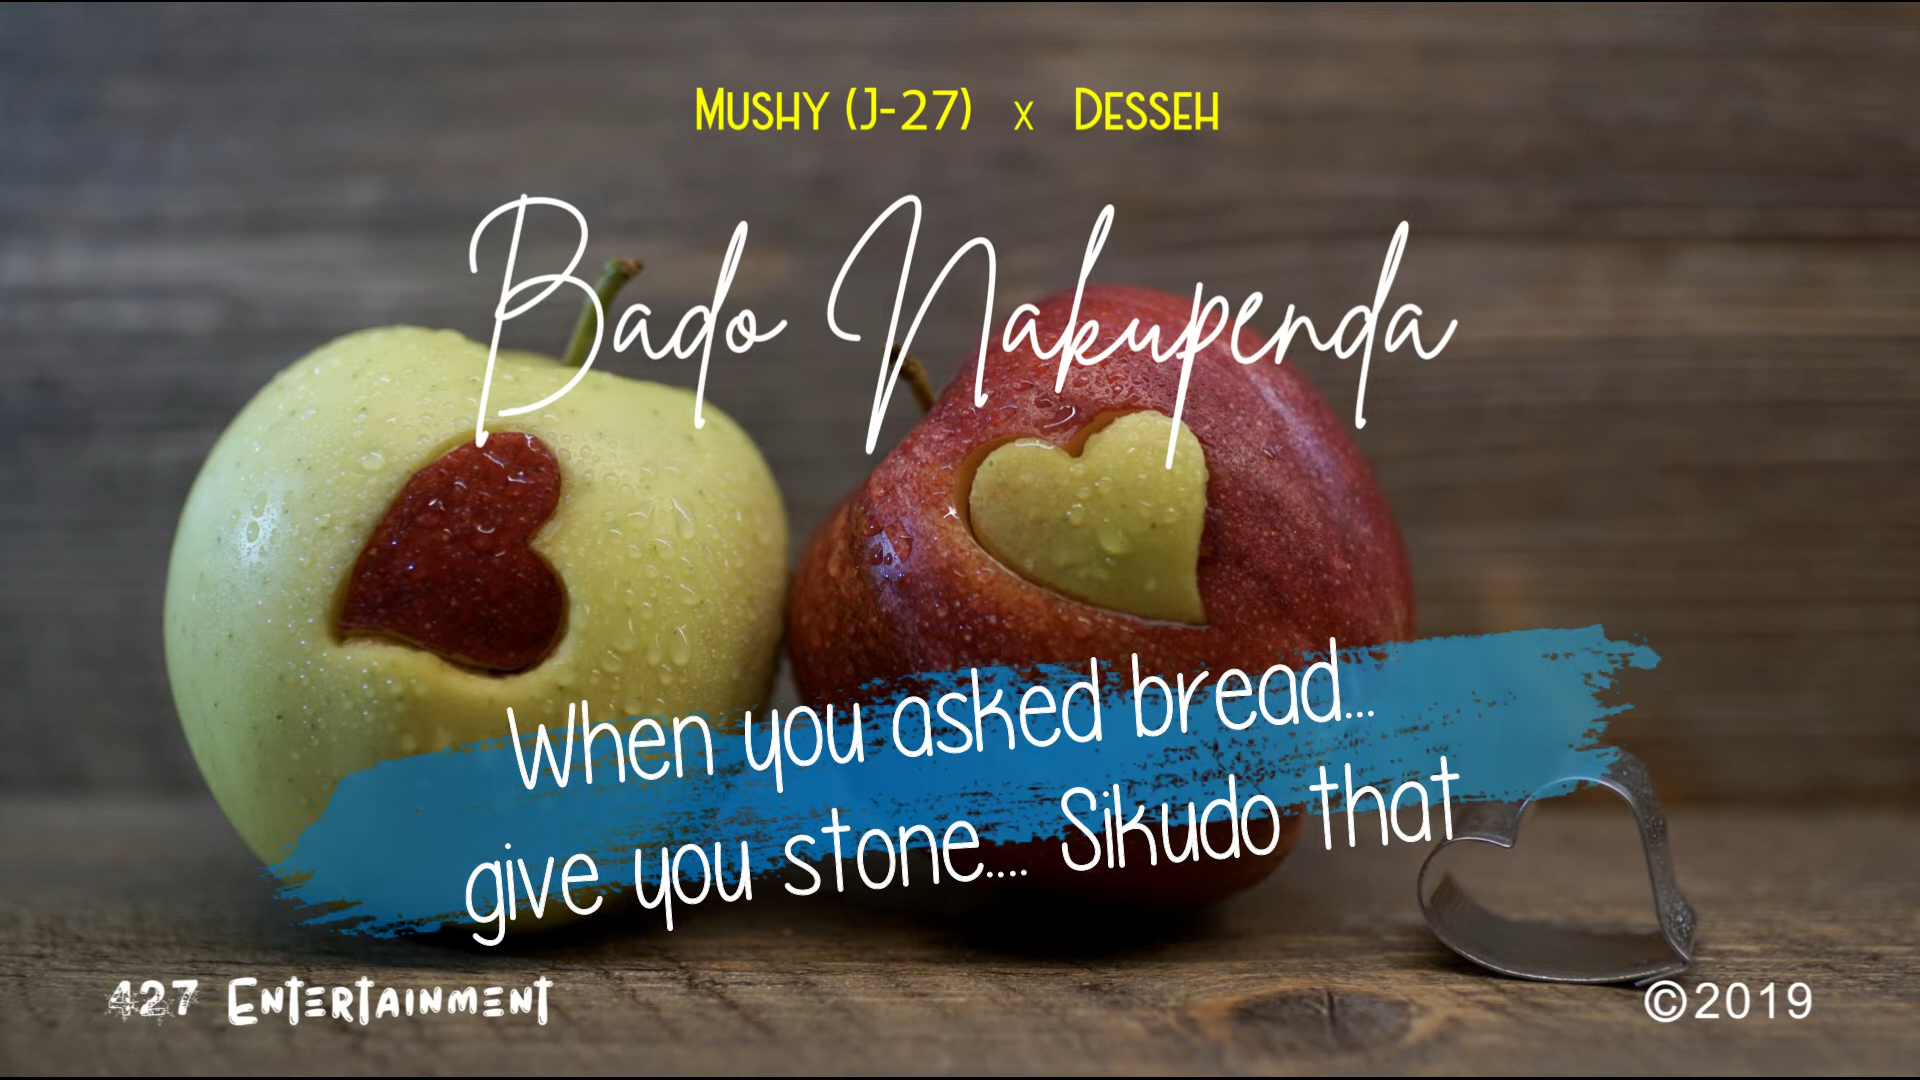 MUSHY (J-27) x DESSEH
Bado Nakupenda
When you asked bread...
give you stone.... Sikudo that
427 ENTERTAINMENT
©2019